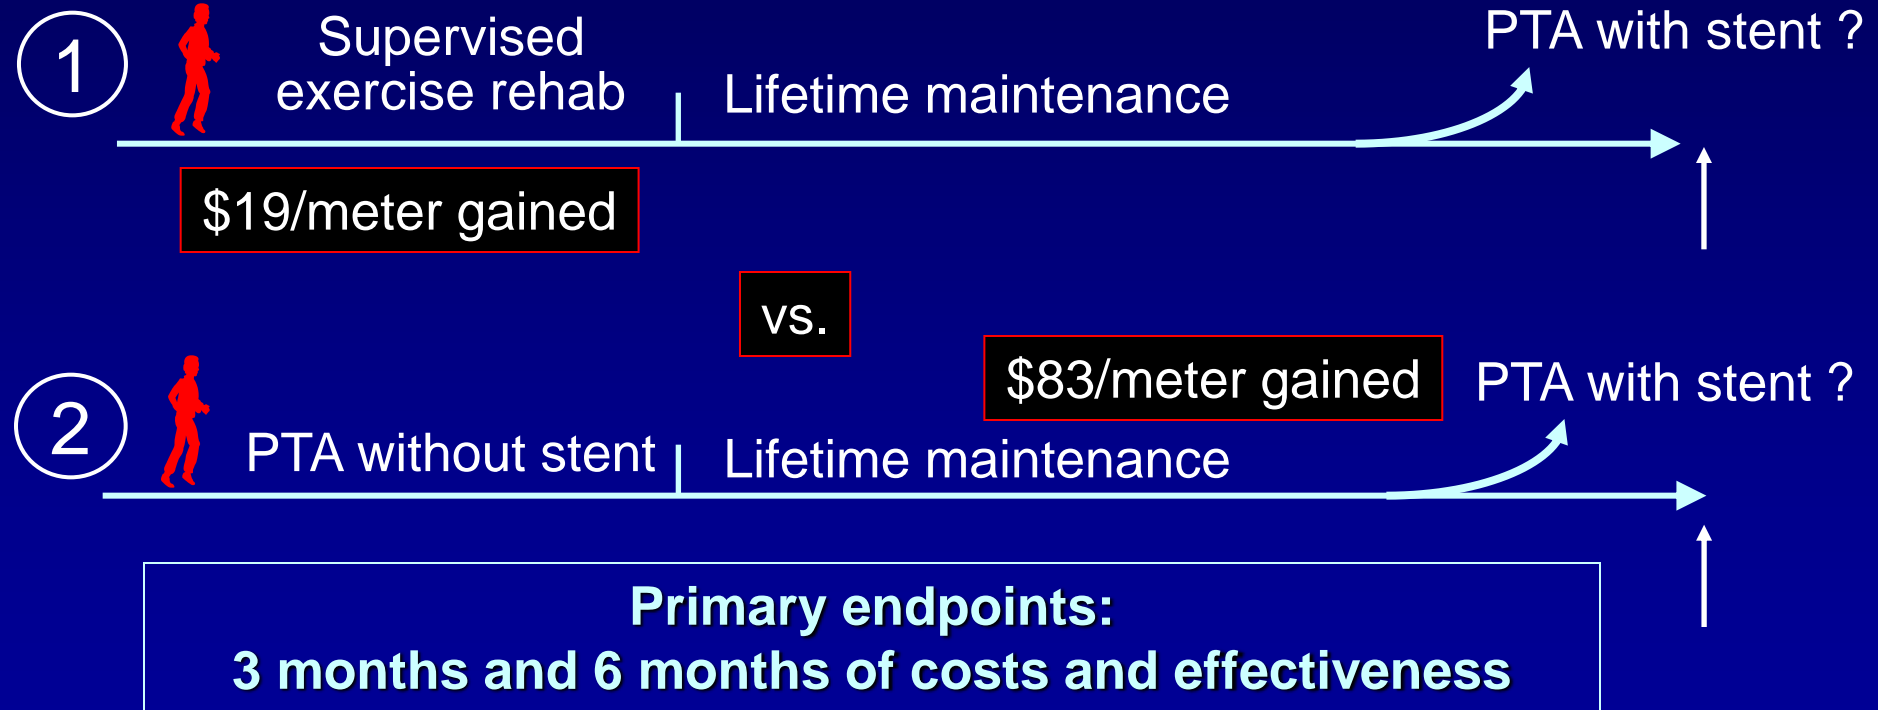 1
Supervised
exercise rehab
Lifetime maintenance
PTA with stent ?
$19/meter gained
vs.
$83/meter gained
2
PTA without stent
Lifetime maintenance
PTA with stent ?
Primary endpoints:
3 months and 6 months of costs and effectiveness